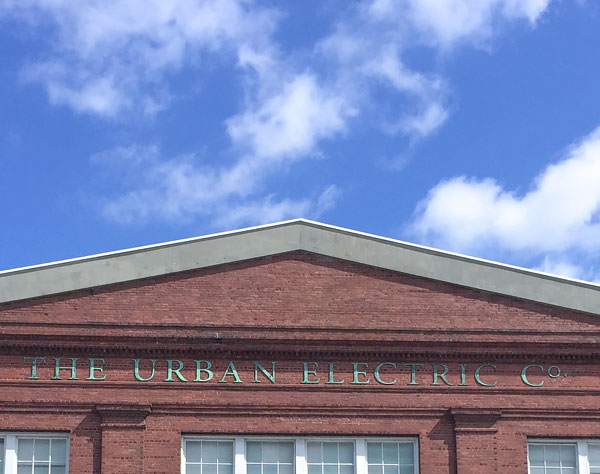 THE URBAN ELECTRIC Co.